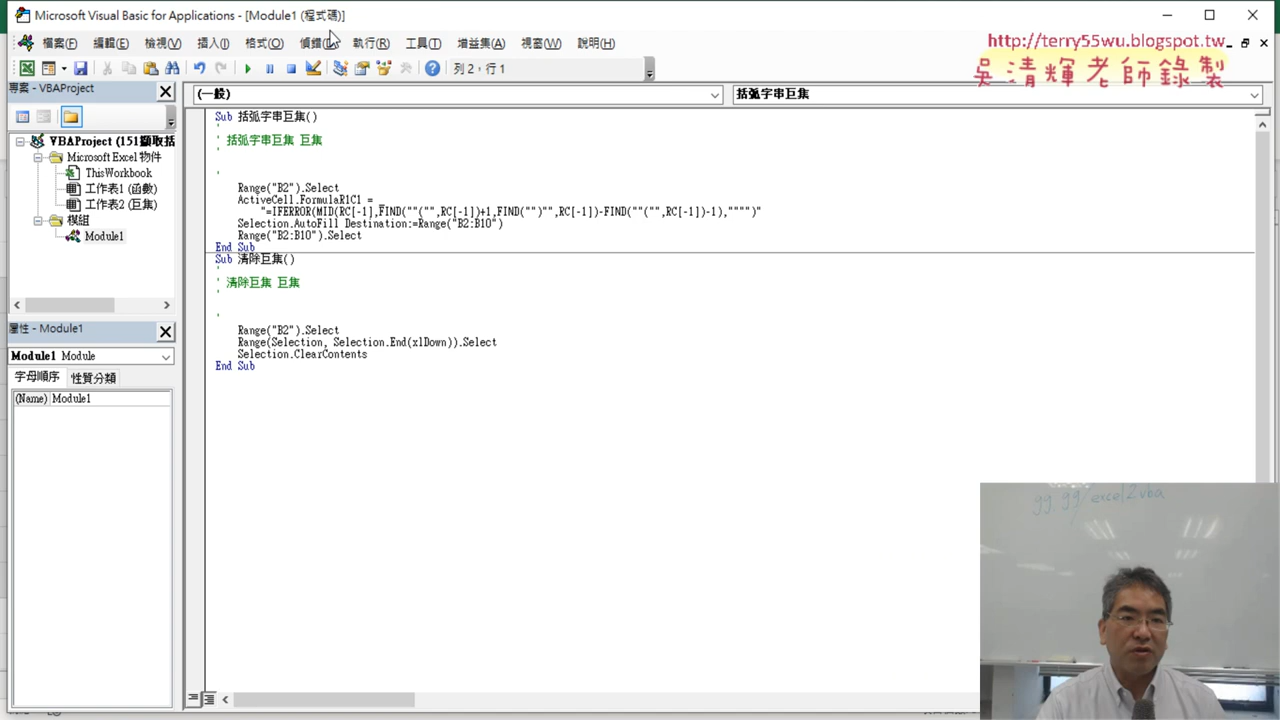 Microsoft Visual Basic for Applications - [Module1 (程式碼)]
檔案(F) 編輯(E) 檢視(V) 插入(I) 格式(O) 偵錯(D) 執行(R) 工具(T) 增益集(A) 視窗(W) 說明(H)
http://terry55wu.blogspot.tw
吳清輝老師錄製
列 2，行 1
專案 - VBAProject
(一般)
括弧字串巨集
VBAProject (151擷取括
Microsoft Excel 物件
ThisWorkbook
工作表1 (函數)
工作表2 (巨集)
模組
Module1
屬性 - Module1
Module1 Module
字母順序 性質分類
(Name) Module1
Sub 括弧字串巨集()
'
' 括弧字串巨集 巨集
'
'
Range("B2").Select
ActiveCell.FormulaR1C1 = _
"=IFERROR(MID(RC[-1],FIND(""("",RC[-1])+1,FIND("")"",RC[-1])-FIND(""("",RC[-1])-1),"""")"
Selection.AutoFill Destination:=Range("B2:B10")
Range("B2:B10").Select
End Sub
Sub 清除巨集()
'
' 清除巨集 巨集
'
'
Range("B2").Select
Range(Selection, Selection.End(xlDown)).Select
Selection.ClearContents
End Sub
gg.gg/excel2vba